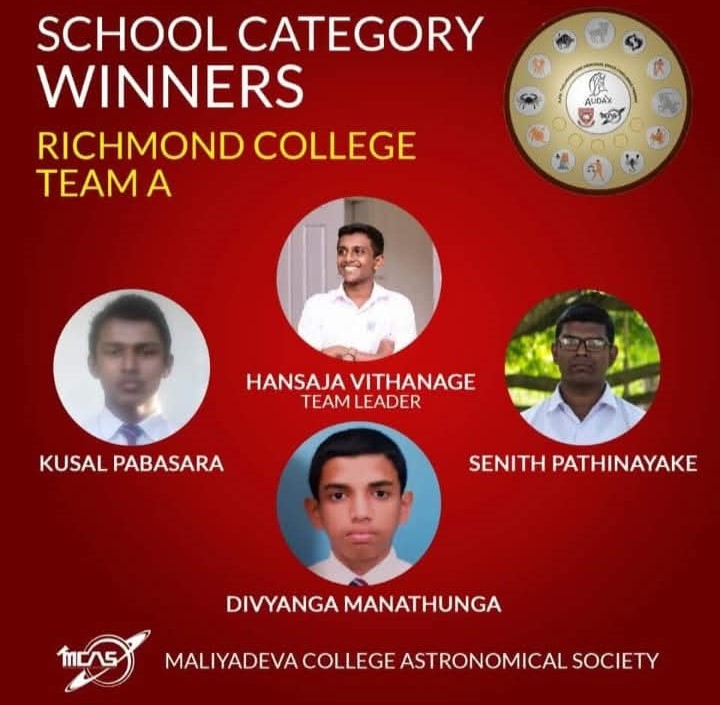 SCHOOL CATEGORY
WINNERS
RICHMOND COLLEGE
TEAM A
AUDAX
HANSAJA VITHANAGE
TEAM LEADER
KUSAL PABASARA
SENITH PATHINAYAKE
DIVYANGA MANATHUNGA
MCAS
MALIYADEVA COLLEGE ASTRONOMICAL SOCIETY